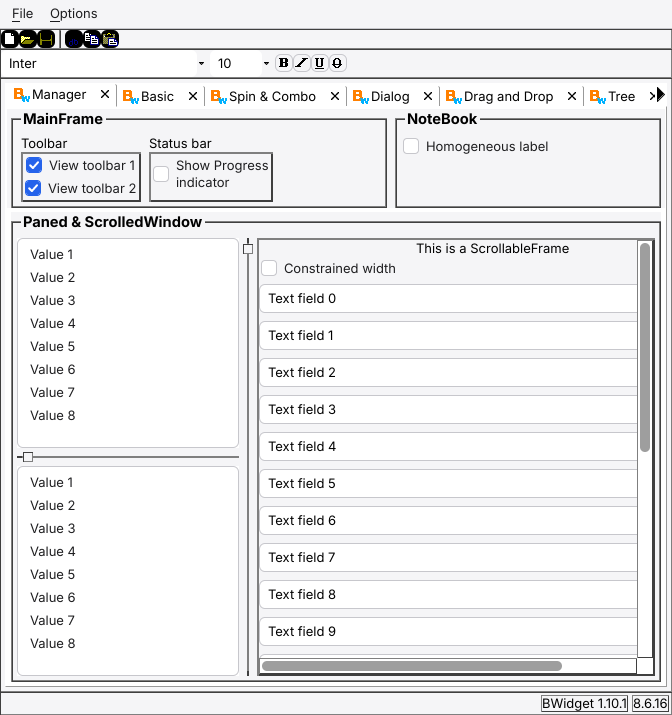 File Options
Inter 10 B I U O
Manager Basic Spin & Combo Dialog Drag and Drop Tree
MainFrame
Toolbar
View toolbar 1
View toolbar 2
Status bar
Show Progress
indicator
NoteBook
Homogeneous label
Paned & ScrolledWindow
Value 1
Value 2
Value 3
Value 4
Value 5
Value 6
Value 7
Value 8
Value 1
Value 2
Value 3
Value 4
Value 5
Value 6
Value 7
Value 8
This is a ScrollableFrame
Constrained width
Text field 0
Text field 1
Text field 2
Text field 3
Text field 4
Text field 5
Text field 6
Text field 7
Text field 8
Text field 9
BWidget 1.10.1 8.6.16